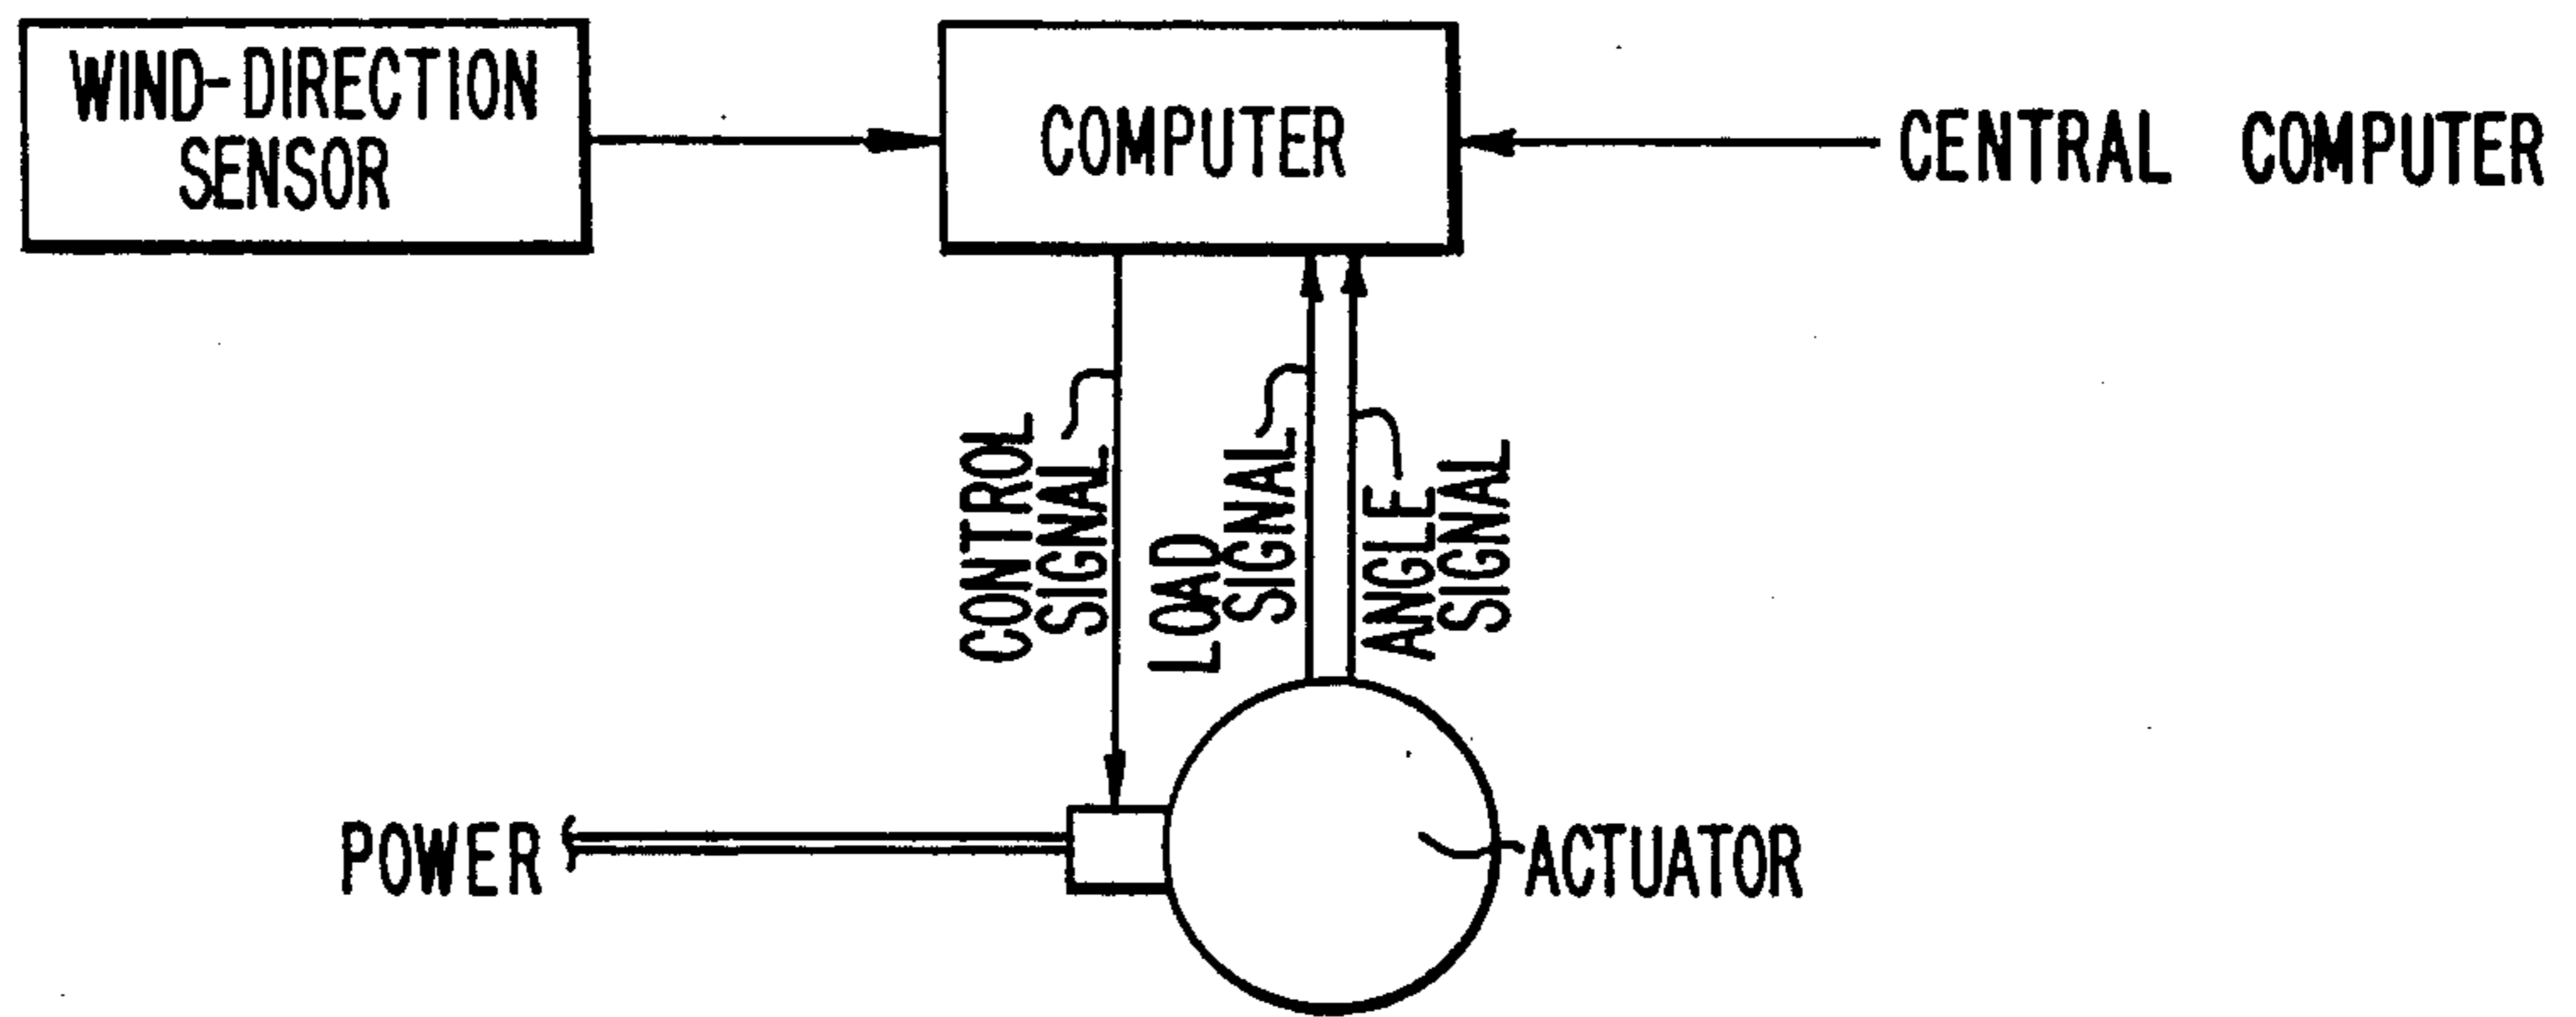 WIND-DIRECTION
SENSOR
COMPUTER
CENTRAL COMPUTER
CONTROL
SIGNAL
LOAD
SIGNAL
ANGLE
SIGNAL
POWER
ACTUATOR